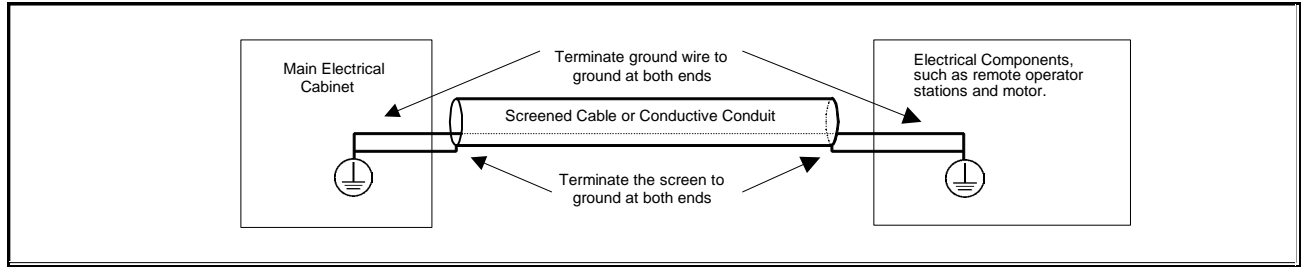 Main Electrical
Cabinet
Terminate ground wire to
ground at both ends
Electrical Components,
such as remote operator
stations and motor.
Screened Cable or Conductive Conduit
Terminate the screen to
ground at both ends